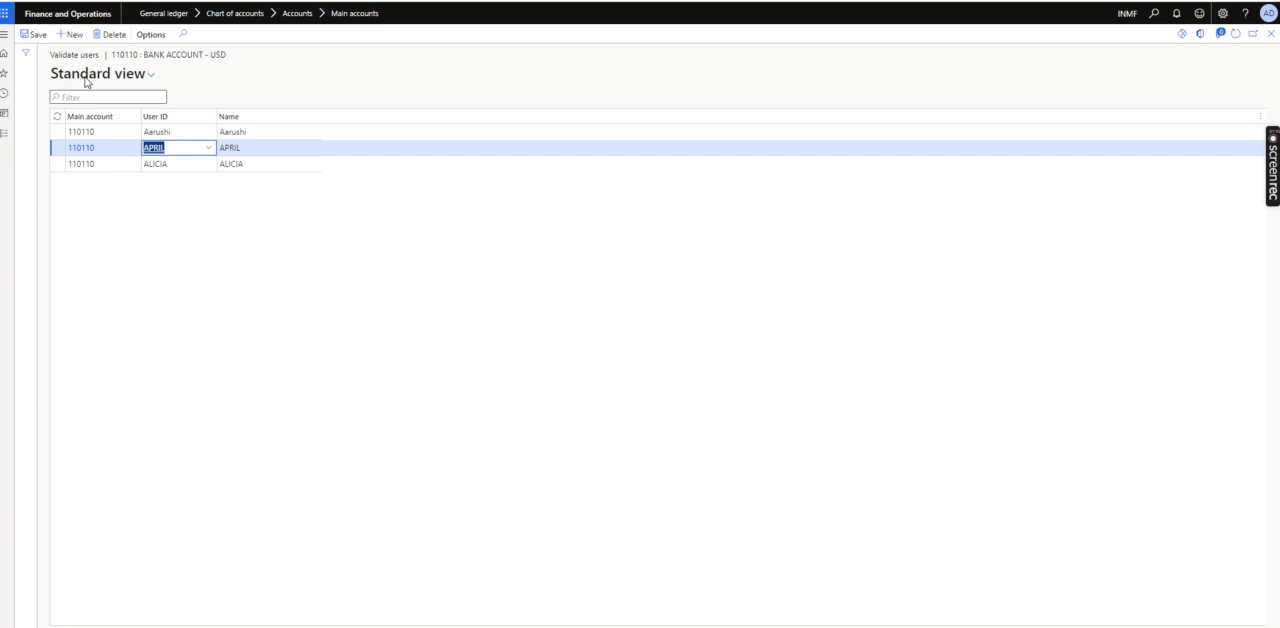 Finance and Operations General ledger Chart of accounts Accounts Main accounts INMF ? AD
Save New Delete Options 0
Validate users | 110110 : BANK ACCOUNT - USD
Standard view
Filter
Main account User ID Name
110110 Aarushi Aarushi
110110 APRIL APRIL
110110 ALICIA ALICIA
screenrec